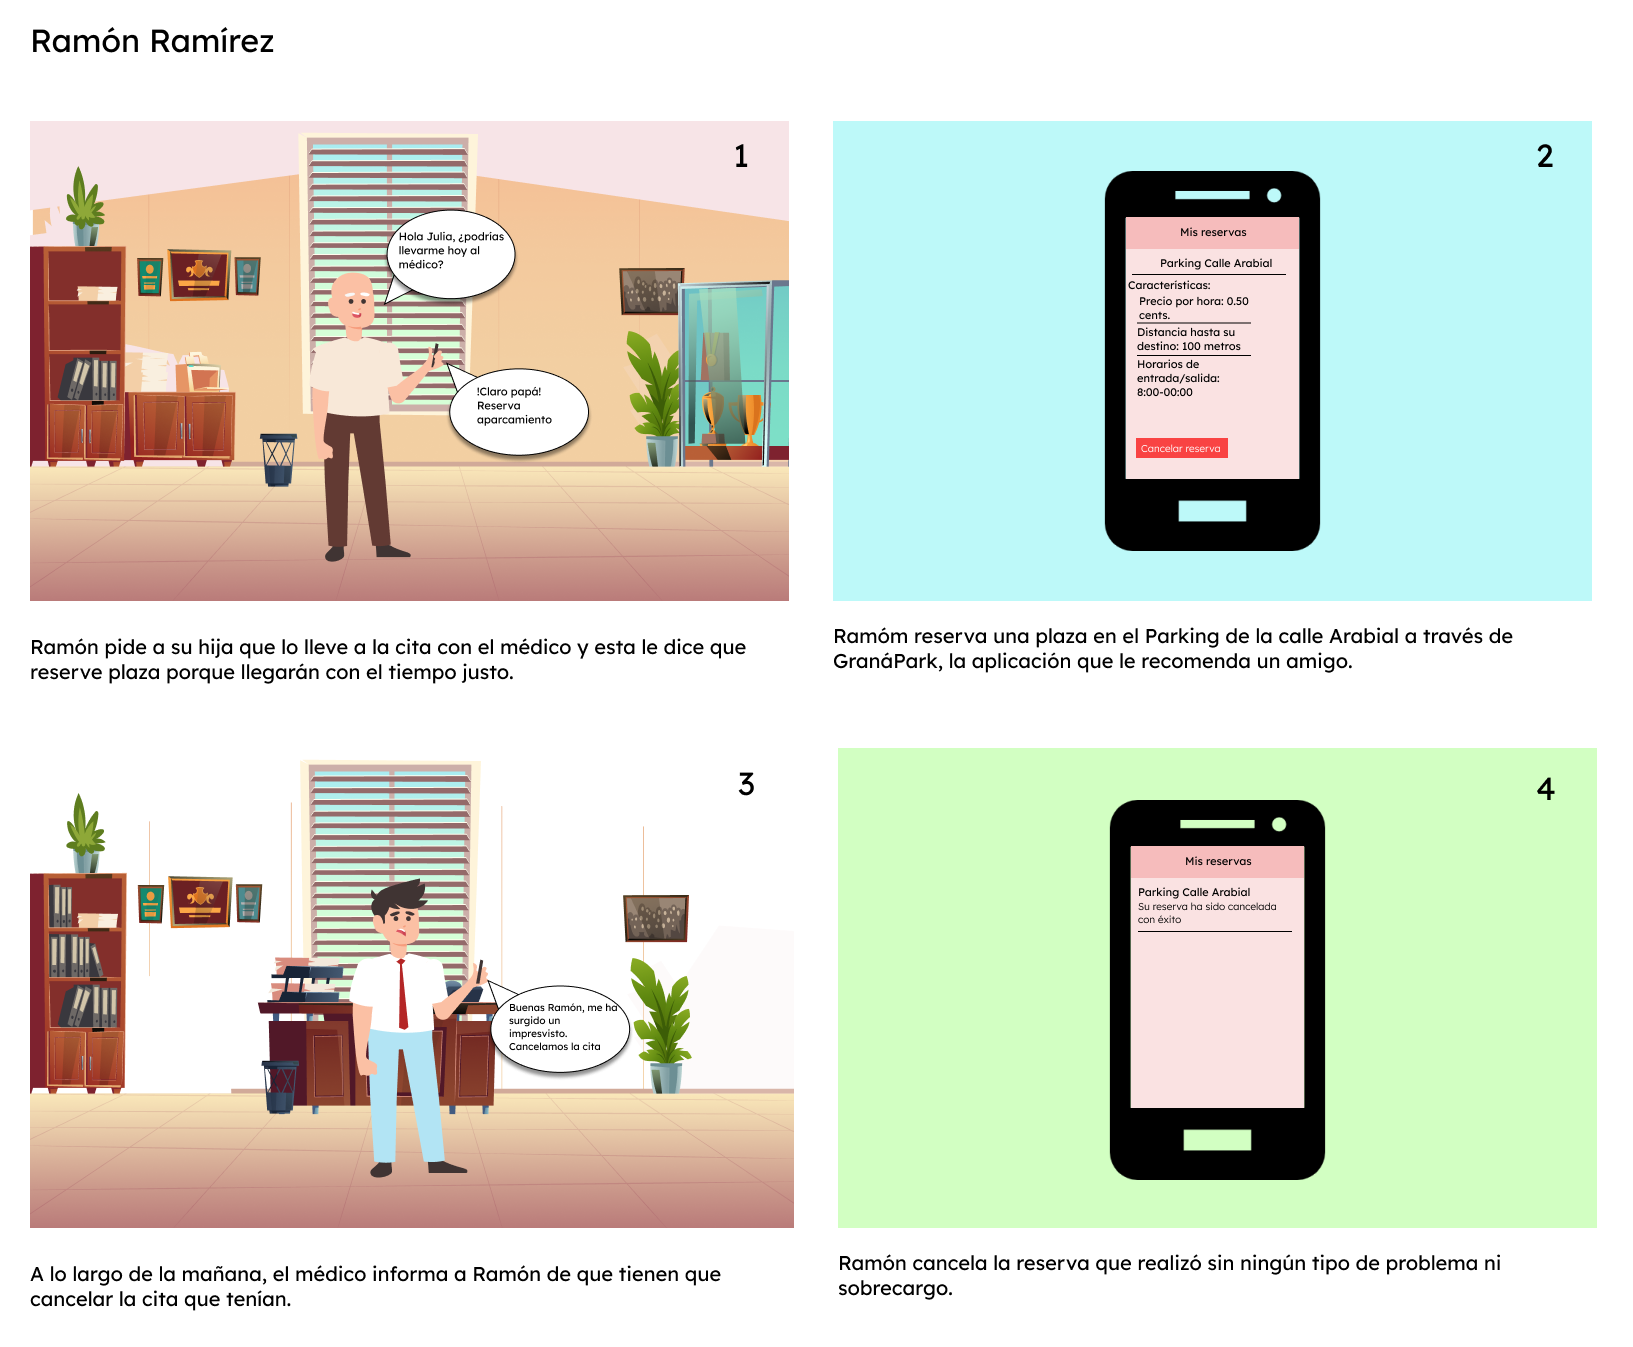 Ramón Ramírez
1
Hola Julia, ¿podrías
llevarme hoy al
médico?
!Claro papá!
Reserva
aparcamiento
Ramón pide a su hija que lo lleve a la cita con el médico y esta le dice que
reserve plaza porque llegarán con el tiempo justo.
2
Mis reservas
Parking Calle Arabial
Características:
Precio por hora: 0.50
cents.
Distancia hasta su
destino: 100 metros
Horarios de
entrada/salida:
8:00-00:00
Cancelar reserva
Ramóm reserva una plaza en el Parking de la calle Arabial a través de
GranáPark, la aplicación que le recomenda un amigo.
3
Buenas Ramón, me ha
surgido un
impresvisto.
Cancelamos la cita
A lo largo de la mañana, el médico informa a Ramón de que tienen que
cancelar la cita que tenían.
4
Mis reservas
Parking Calle Arabial
Su reserva ha sido cancelada
con éxito
Ramón cancela la reserva que realizó sin ningún tipo de problema ni
sobrecargo.